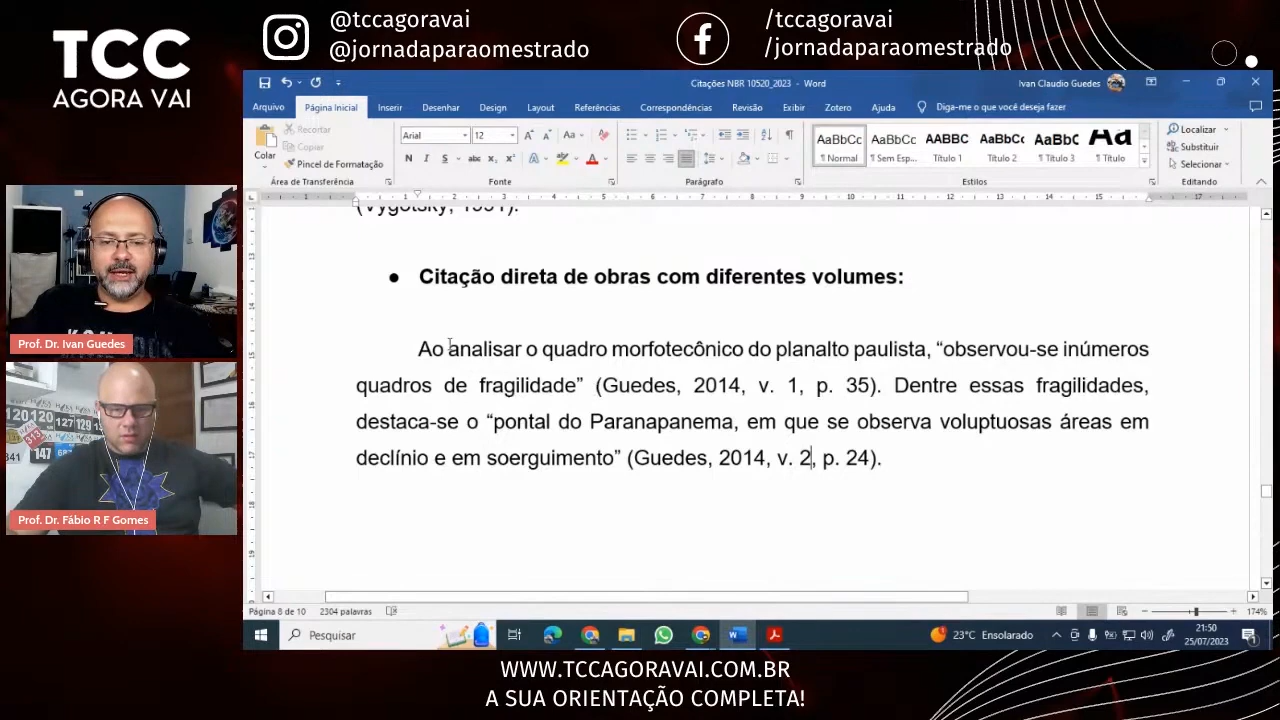 TCC
AGORA VAI
@tccagoravai
@jornadaparaomestrado
/tccagoravai
/jornadaparaomestrado
Citações NBR 10520_2023 - Word
Ivan Claudio Guedes
Arquivo Página Inicial Inserir Desenhar Design Layout Referências Correspondências Revisão Exibir Zotero Ajuda Diga-me o que você deseja fazer
Colar
Recortar
Copiar
Pincel de Formatação
Área de Transferência
Arial 12
N I S abc x₂ x²
Fonte
Parágrafo
AaBbCc AaBbCc AABBC AaBbCc AaBbC Aa
¶ Normal ¶ Sem Esp... Título 1 ¶ Título 2 ¶ Título 3 ¶ Título
Estilos
Localizar
Substituir
Selecionar
Editando
(Vygotsky, 1991).
● Citação direta de obras com diferentes volumes:
Ao analisar o quadro morfotecônico do planalto paulista, “observou-se inúmeros
quadros de fragilidade” (Guedes, 2014, v. 1, p. 35). Dentre essas fragilidades,
destaca-se o “pontal do Paranapanema, em que se observa voluptuosas áreas em
declínio e em soerguimento” (Guedes, 2014, v. 2, p. 24).
Prof. Dr. Ivan Guedes
Prof. Dr. Fábio R F Gomes
Página 8 de 10 2304 palavras
174%
Pesquisar
23°C Ensolarado
21:50
25/07/2023
WWW.TCCAGORAVAI.COM.BR
A SUA ORIENTAÇÃO COMPLETA!